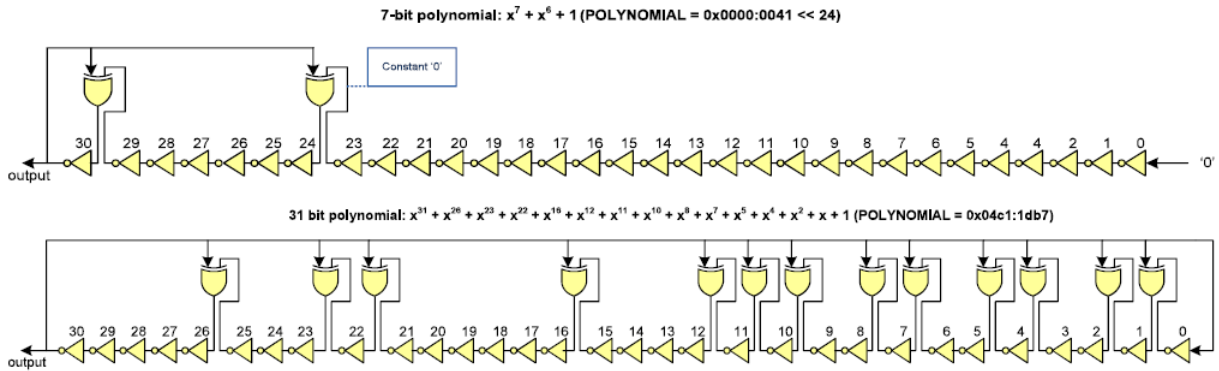 7-bit polynomial: x⁷ + x⁶ + 1 (POLYNOMIAL = 0x0000:0041 << 24)
Constant '0'
30 29 28 27 26 25 24 23 22 21 20 19 18 17 16 15 14 13 12 11 10 9 8 7 6 5 4 4 2 1 0
'0'
output
31 bit polynomial: x³¹ + x²⁶ + x²³ + x²² + x¹⁶ + x¹² + x¹¹ + x¹⁰ + x⁸ + x⁷ + x⁵ + x⁴ + x² + x + 1 (POLYNOMIAL = 0x04c1:1db7)
30 29 28 27 26 25 24 23 22 21 20 19 18 17 16 15 14 13 12 11 10 9 8 7 6 5 4 3 2 1 0
output